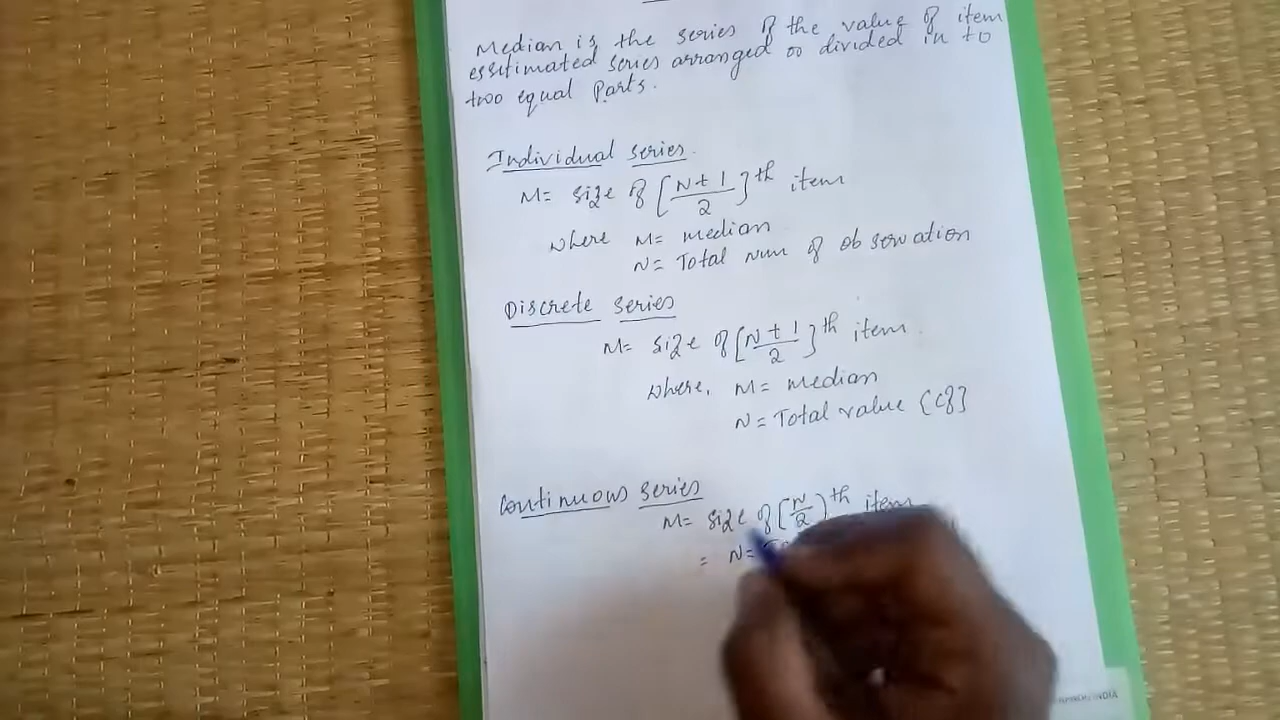 Median is the series of the value of item
essitimated series arranged or divided in to
two equal Parts.
Individual series.
M= size of [N+1/2]th item
where M= median
N= Total num of observation
Discrete series
M= size of [N+1/2]th item.
where, M= median
N= Total value {cf}
Continuous series
M= size of (N/2)th item
= N=
INDIA